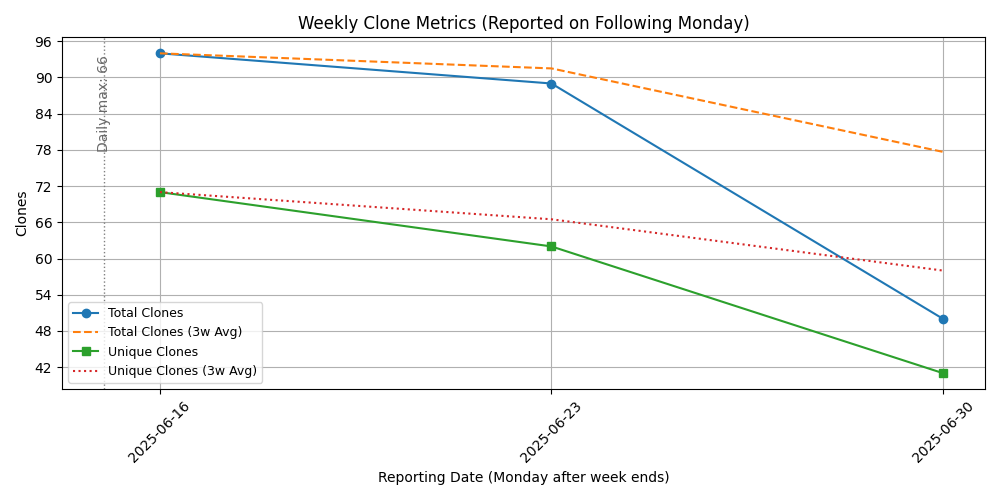 Weekly Clone Metrics (Reported on Following Monday)
Clones
96
90
84
78
72
66
60
54
48
42
Daily max: 66
Total Clones
Total Clones (3w Avg)
Unique Clones
Unique Clones (3w Avg)
2025-06-16
2025-06-23
2025-06-30
Reporting Date (Monday after week ends)